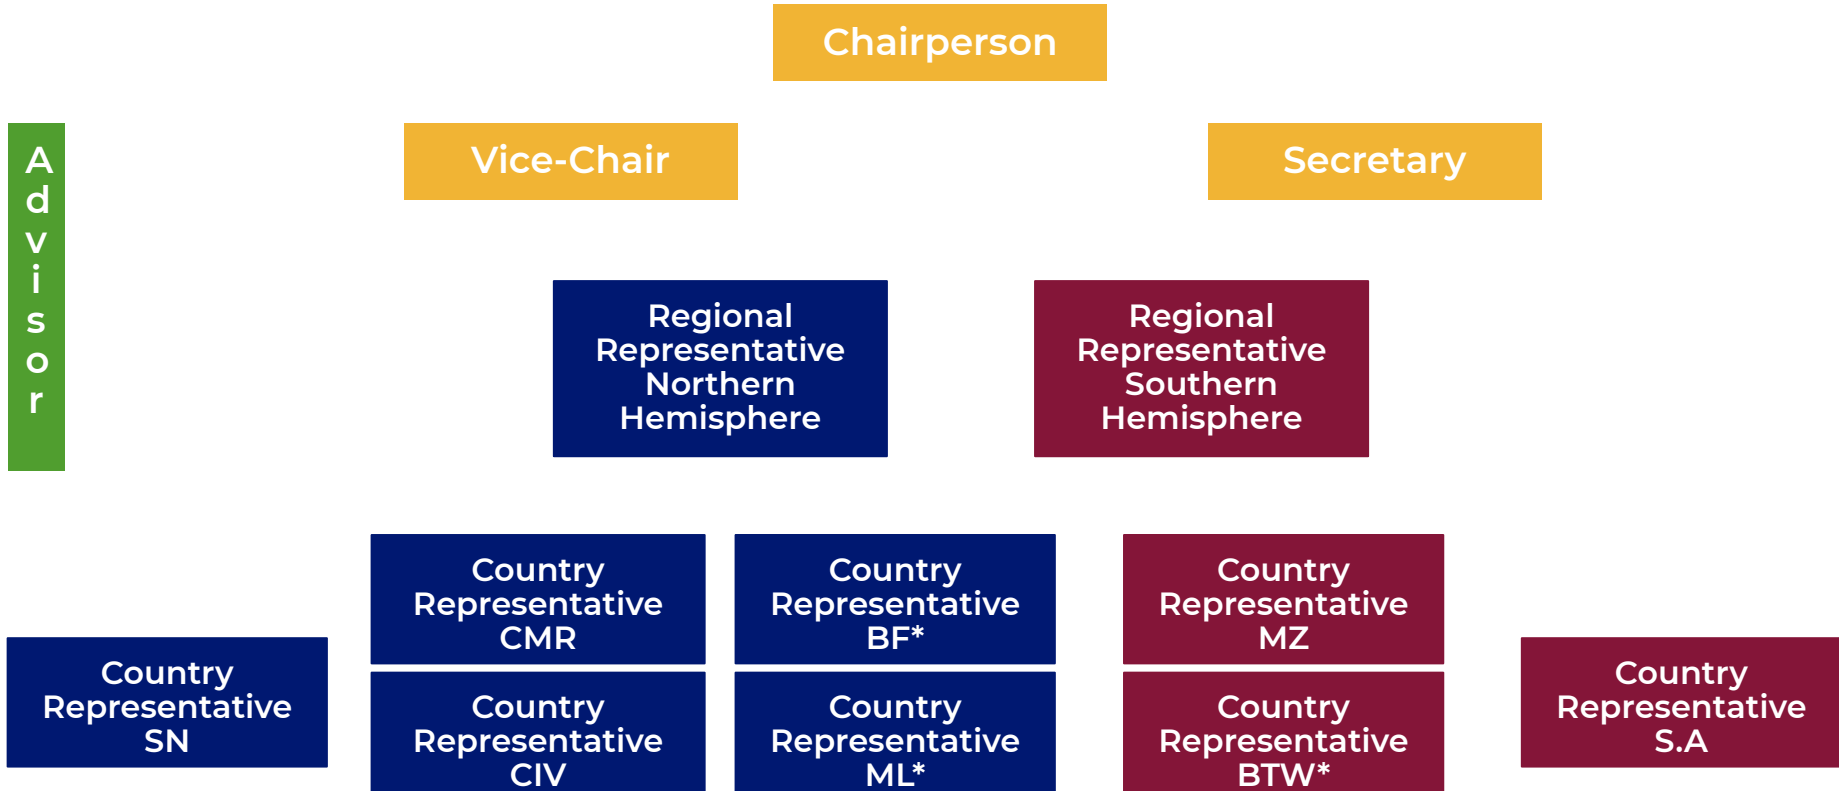 Chairperson
Advisor
Vice-Chair
Secretary
Regional
Representative
Northern
Hemisphere
Regional
Representative
Southern
Hemisphere
Country
Representative
SN
Country
Representative
CMR
Country
Representative
CIV
Country
Representative
BF*
Country
Representative
ML*
Country
Representative
MZ
Country
Representative
BTW*
Country
Representative
S.A